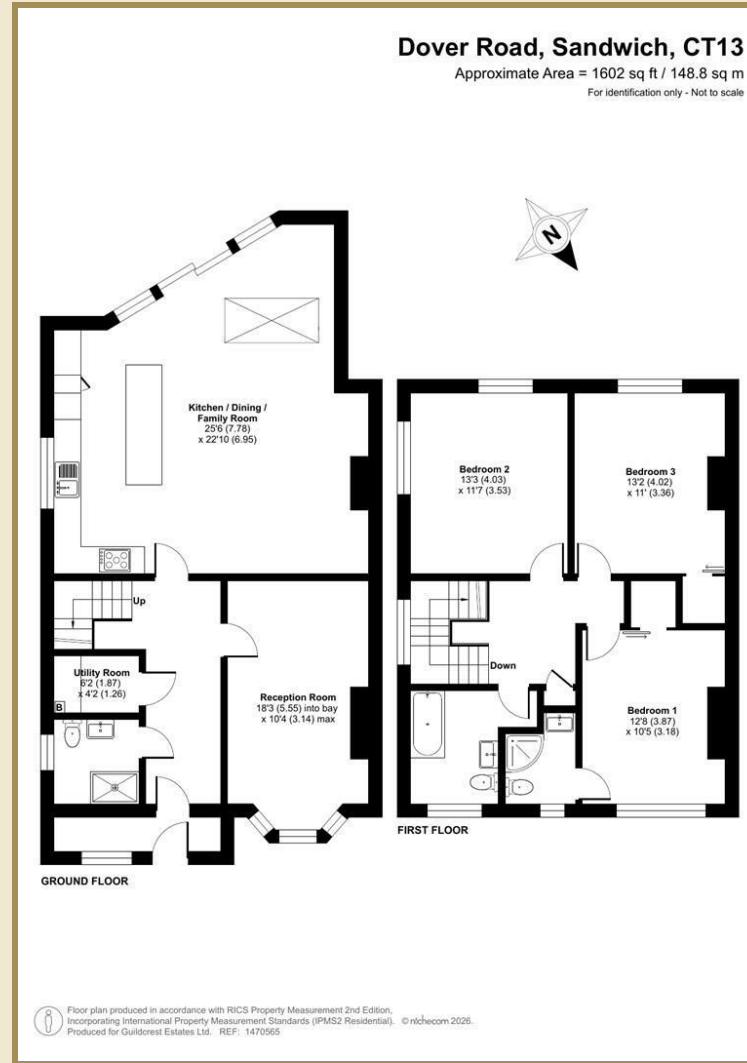 Dover Road, Sandwich, CT13
Approximate Area = 1602 sq ft / 148.8 sq m
For identification only - Not to scale
N
Kitchen / Dining /
Family Room
25'6 (7.78)
x 22'10 (6.95)
Up
Utility Room
6'2 (1.87)
x 4'2 (1.26)
B
Reception Room
18'3 (5.55) into bay
x 10'4 (3.14) max
GROUND FLOOR
Bedroom 2
13'3 (4.03)
x 11'7 (3.53)
Bedroom 3
13'2 (4.02)
x 11' (3.36)
Down
Bedroom 1
12'8 (3.87)
x 10'5 (3.18)
FIRST FLOOR
Floor plan produced in accordance with RICS Property Measurement 2nd Edition,
Incorporating International Property Measurement Standards (IPMS2 Residential). © nichecom 2026.
Produced for Guildcrest Estates Ltd. REF: 1470565